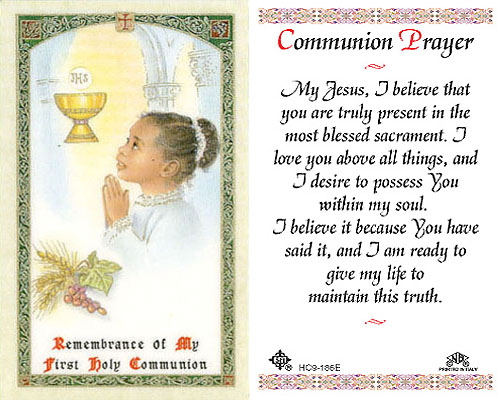 IHS
Remembrance of My
First Holy Communion
Communion Prayer
My Jesus, I believe that
you are truly present in the
most blessed sacrament. I
love you above all things, and
I desire to possess You
within my soul.
I believe it because You have
said it, and I am ready to
give my life to
maintain this truth.
HC9-186E
PRINTED IN ITALY